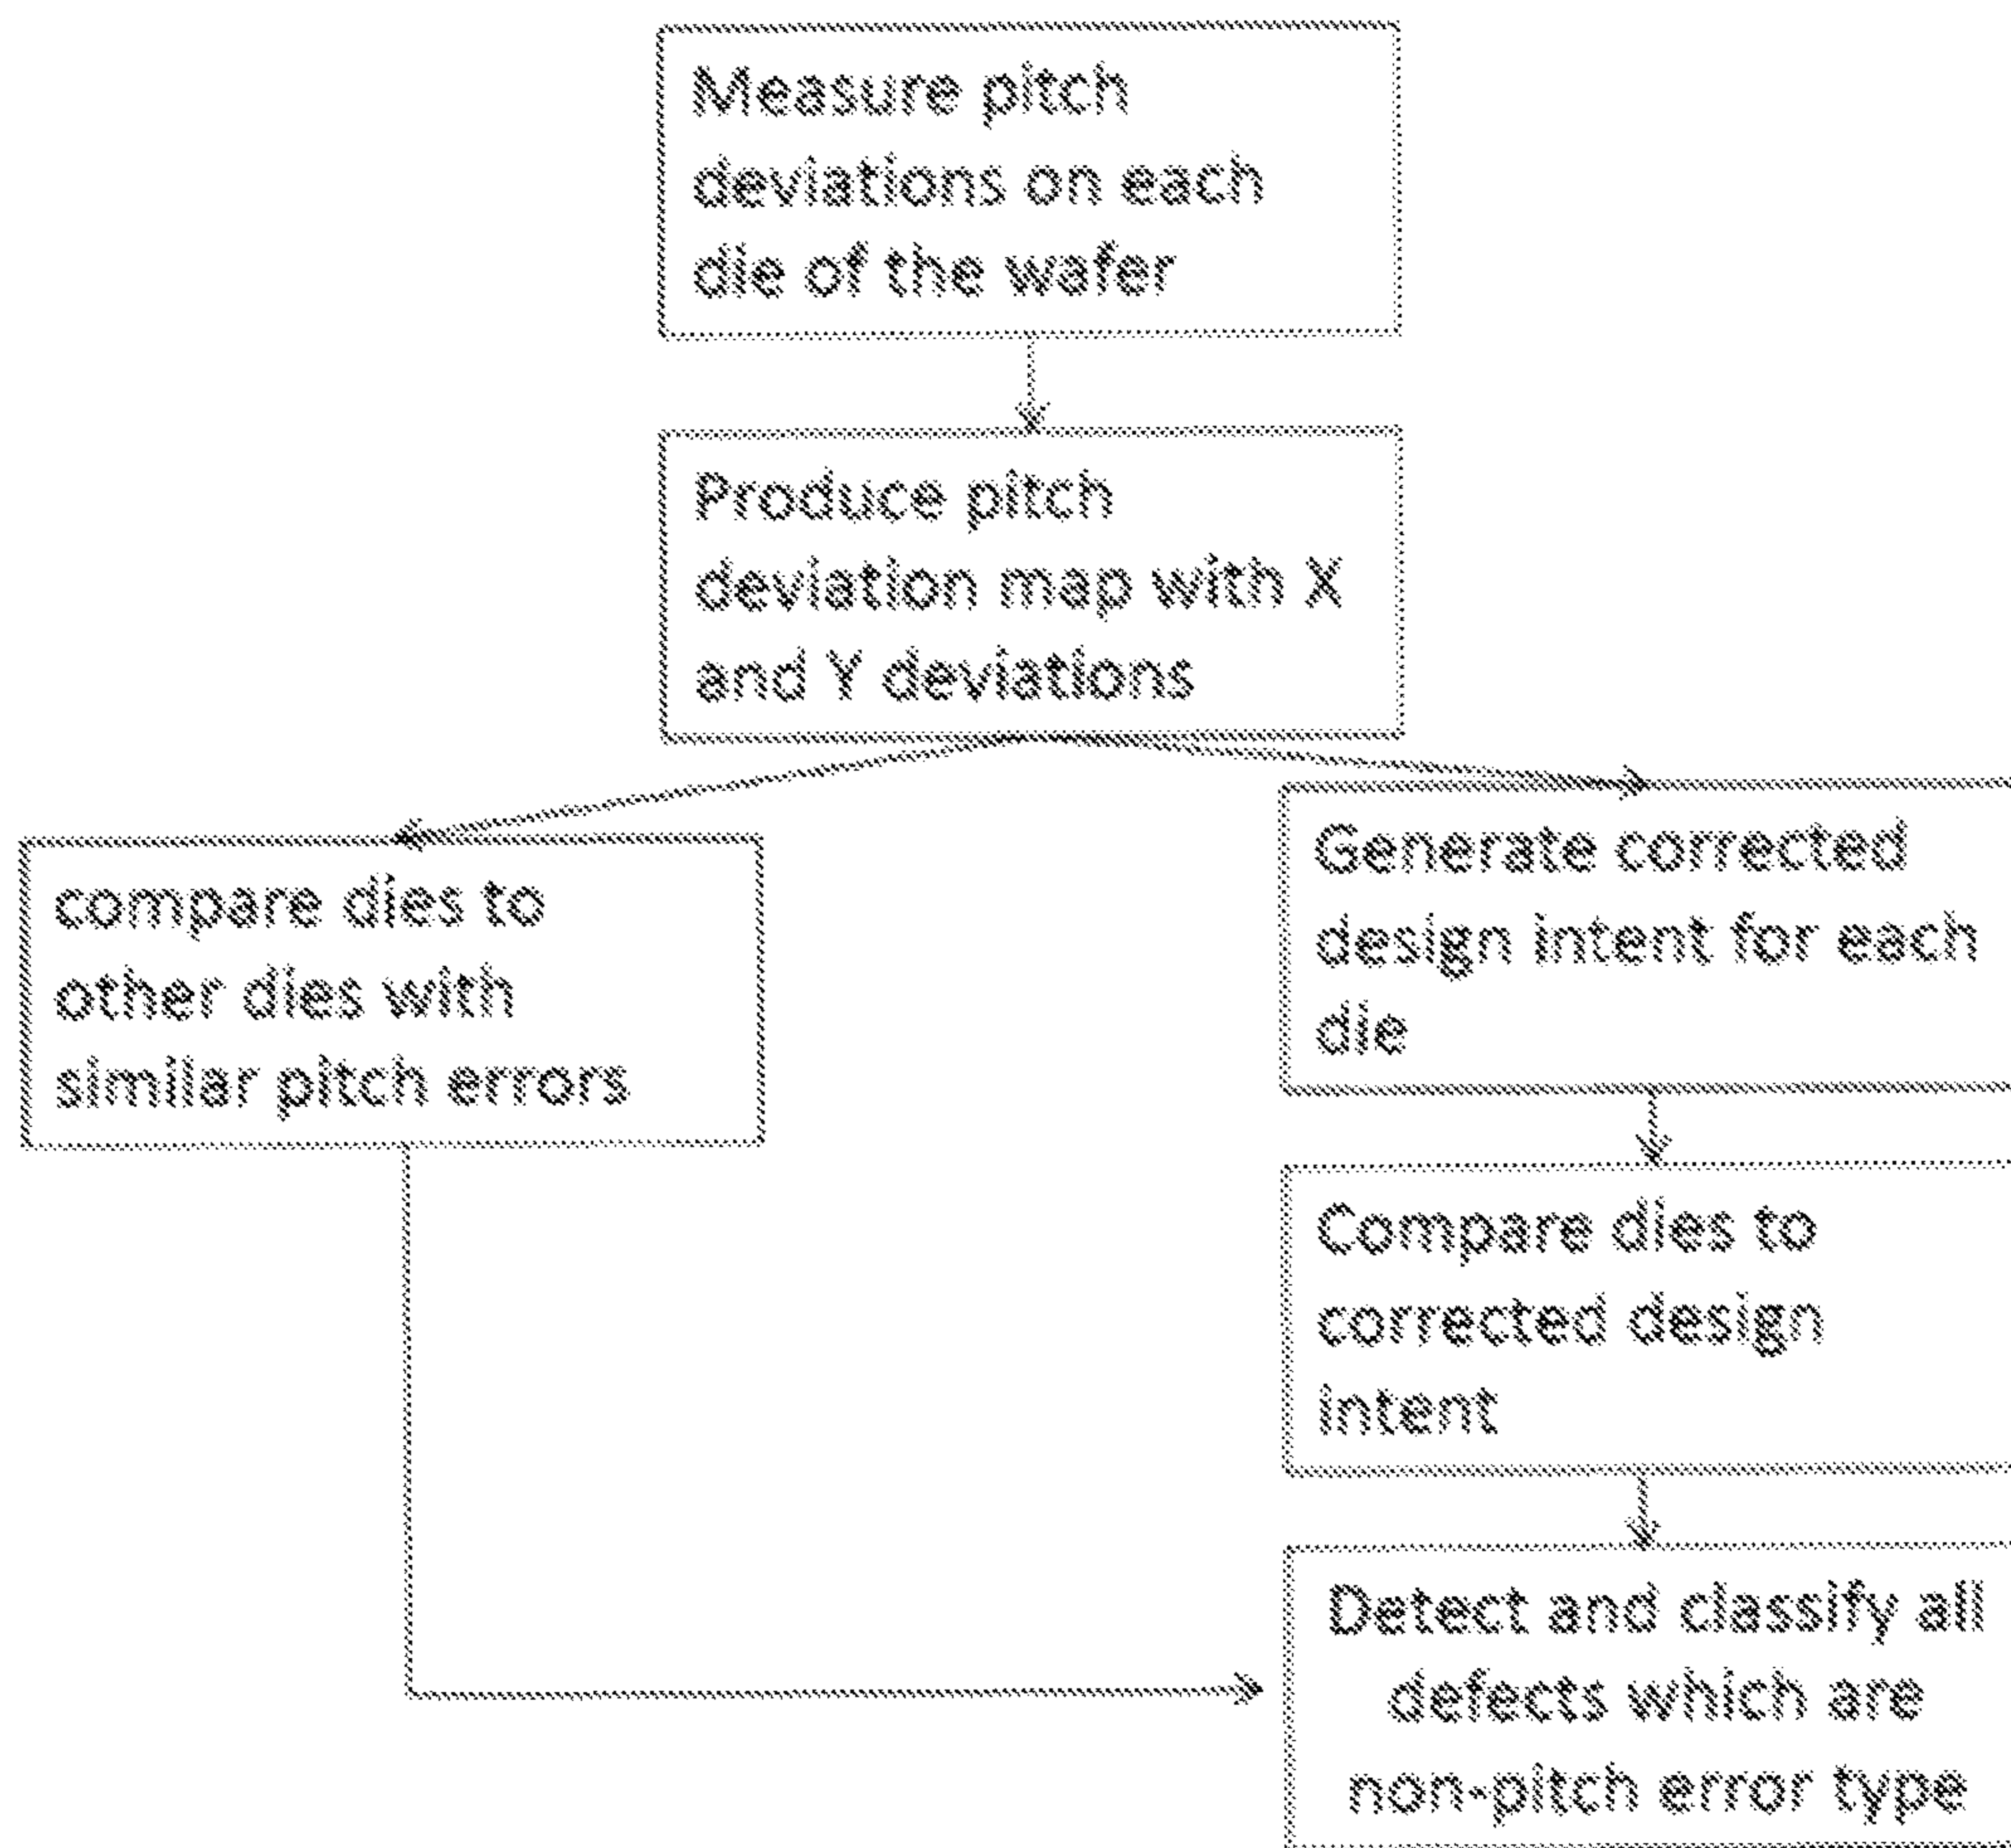 Measure pitch
deviations on each
die of the wafer
Produce pitch
deviation map with X
and Y deviations
compare dies to
other dies with
similar pitch errors
Generate corrected
design intent for each
die
Compare dies to
corrected design
intent
Detect and classify all
defects which are
non-pitch error type